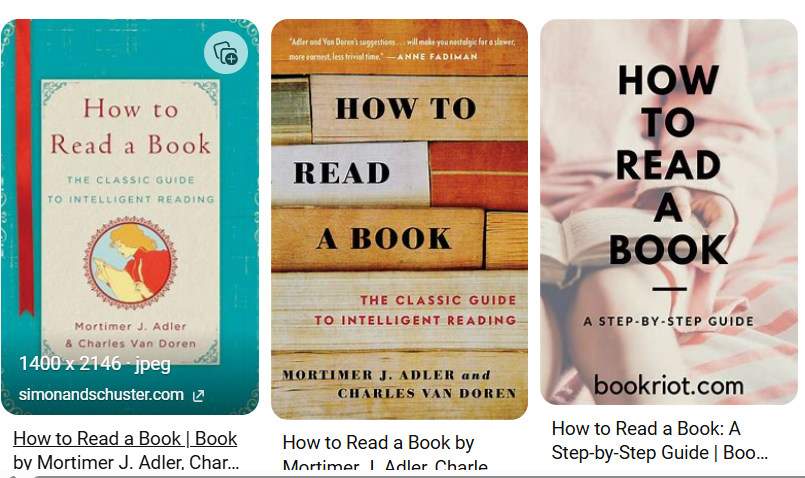 How to
Read a Book
THE CLASSIC GUIDE
TO INTELLIGENT READING
Mortimer J. Adler
& Charles Van Doren
1400 x 2146 · jpeg
simonandschuster.com
How to Read a Book | Book
by Mortimer J. Adler, Char...
"Adler and Van Doren's suggestions . . . will make you nostalgic for a slower,
more earnest, less trivial time." —ANNE FADIMAN
HOW TO
READ
A BOOK
THE CLASSIC GUIDE
TO INTELLIGENT READING
MORTIMER J. ADLER and
CHARLES VAN DOREN
How to Read a Book by
Mortimer J. Adler, Charle
HOW
TO
READ
A
BOOK
A STEP-BY-STEP GUIDE
bookriot.com
How to Read a Book: A
Step-by-Step Guide | Boo...